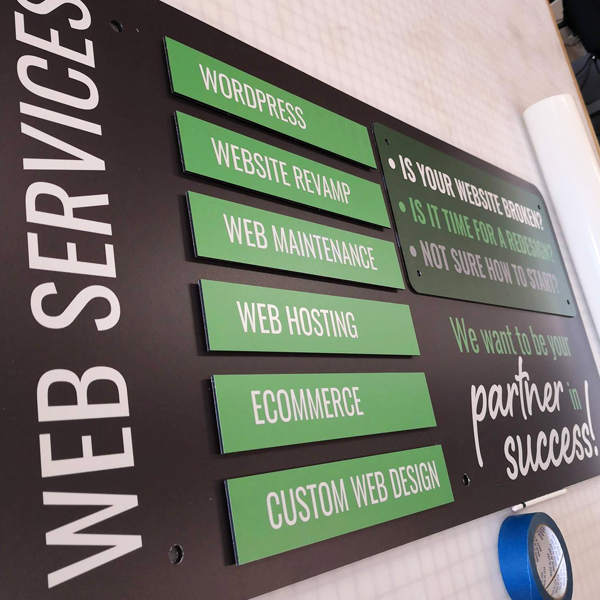 WEB SERVICES
WORDPRESS
WEBSITE REVAMP
WEB MAINTENANCE
WEB HOSTING
ECOMMERCE
CUSTOM WEB DESIGN
• IS YOUR WEBSITE BROKEN?
• IS IT TIME FOR A REDESIGN?
• NOT SURE HOW TO START?
We want to be your
partner in
success!